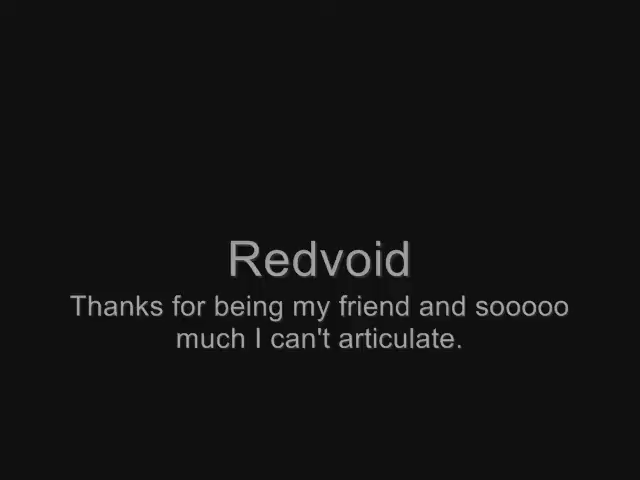 Redvoid
Thanks for being my friend and sooooo
much I can't articulate.